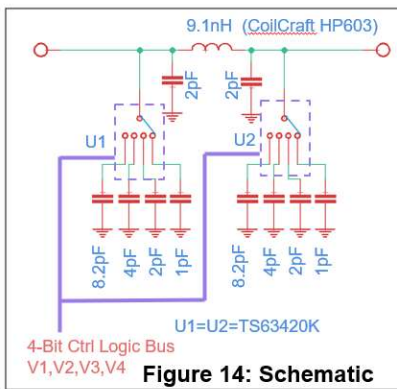 9.1nH (CoilCraft HP603)
2pF
2pF
U1
U2
8.2pF
4pF
2pF
1pF
8.2pF
4pF
2pF
1pF
U1=U2=TS63420K
4-Bit Ctrl Logic Bus
V1,V2,V3,V4
Figure 14: Schematic